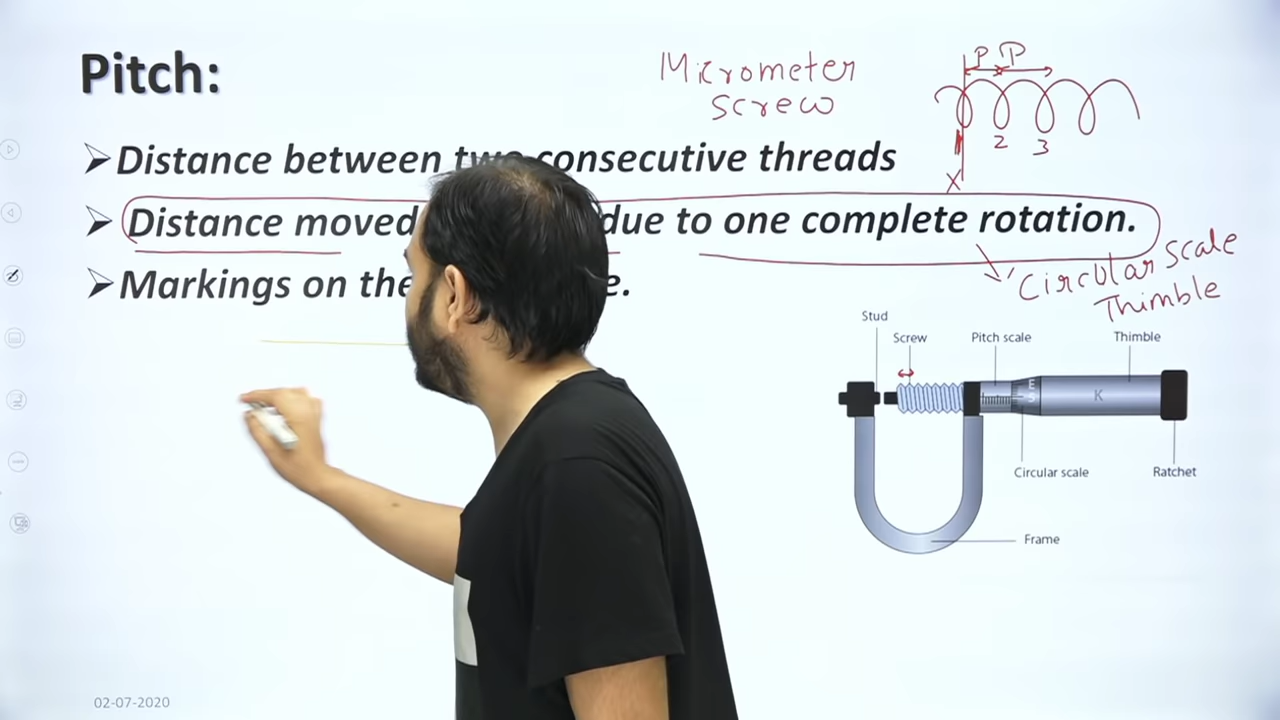 Pitch:
Micrometer
screw
P P
2 3
X
➢Distance between two consecutive threads
➢ Distance moved due to one complete rotation.
Circular scale
Thimble
➢Markings on the e.
Stud
Screw
Pitch scale
Thimble
E
S
K
Circular scale
Ratchet
Frame
02-07-2020